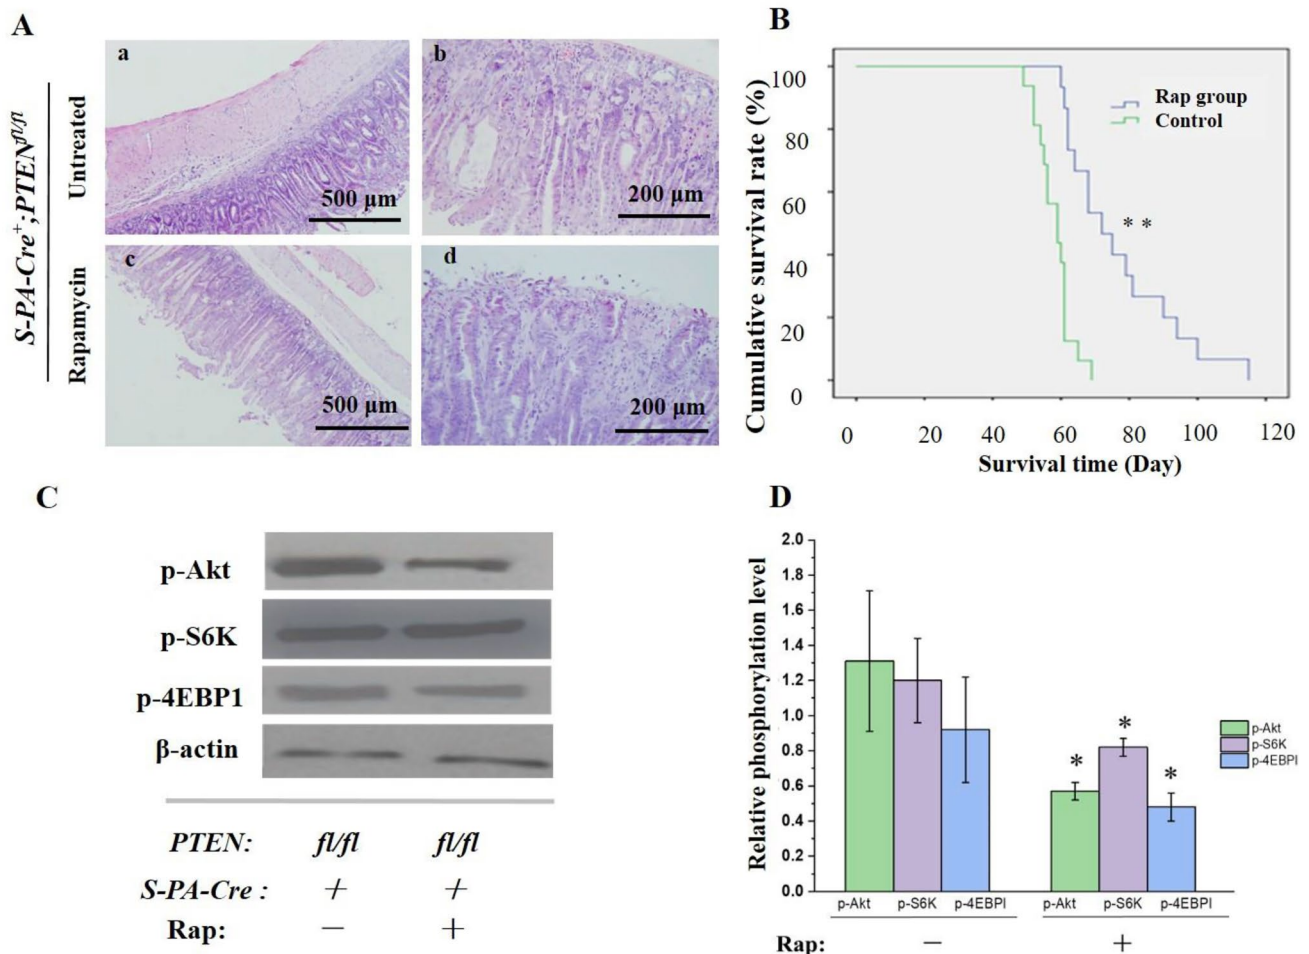 A
S-PA-Cre⁺;PTEN^fl/fl
Untreated
Rapamycin
a
500 μm
b
200 μm
c
500 μm
d
200 μm
B
Cumulative survival rate (%)
100
80
60
40
20
0
Rap group
Control
* *
0 20 40 60 80 100 120
Survival time (Day)
C
p-Akt
p-S6K
p-4EBP1
β-actin
PTEN: fl/fl fl/fl
S-PA-Cre : + +
Rap: − +
D
Relative phosphorylation level
2.0
1.8
1.6
1.4
1.2
1.0
0.8
0.6
0.4
0.2
0.0
* * *
p-Akt
p-S6K
p-4EBPI
p-Akt p-S6K p-4EBPI p-Akt p-S6K p-4EBPI
Rap: − +